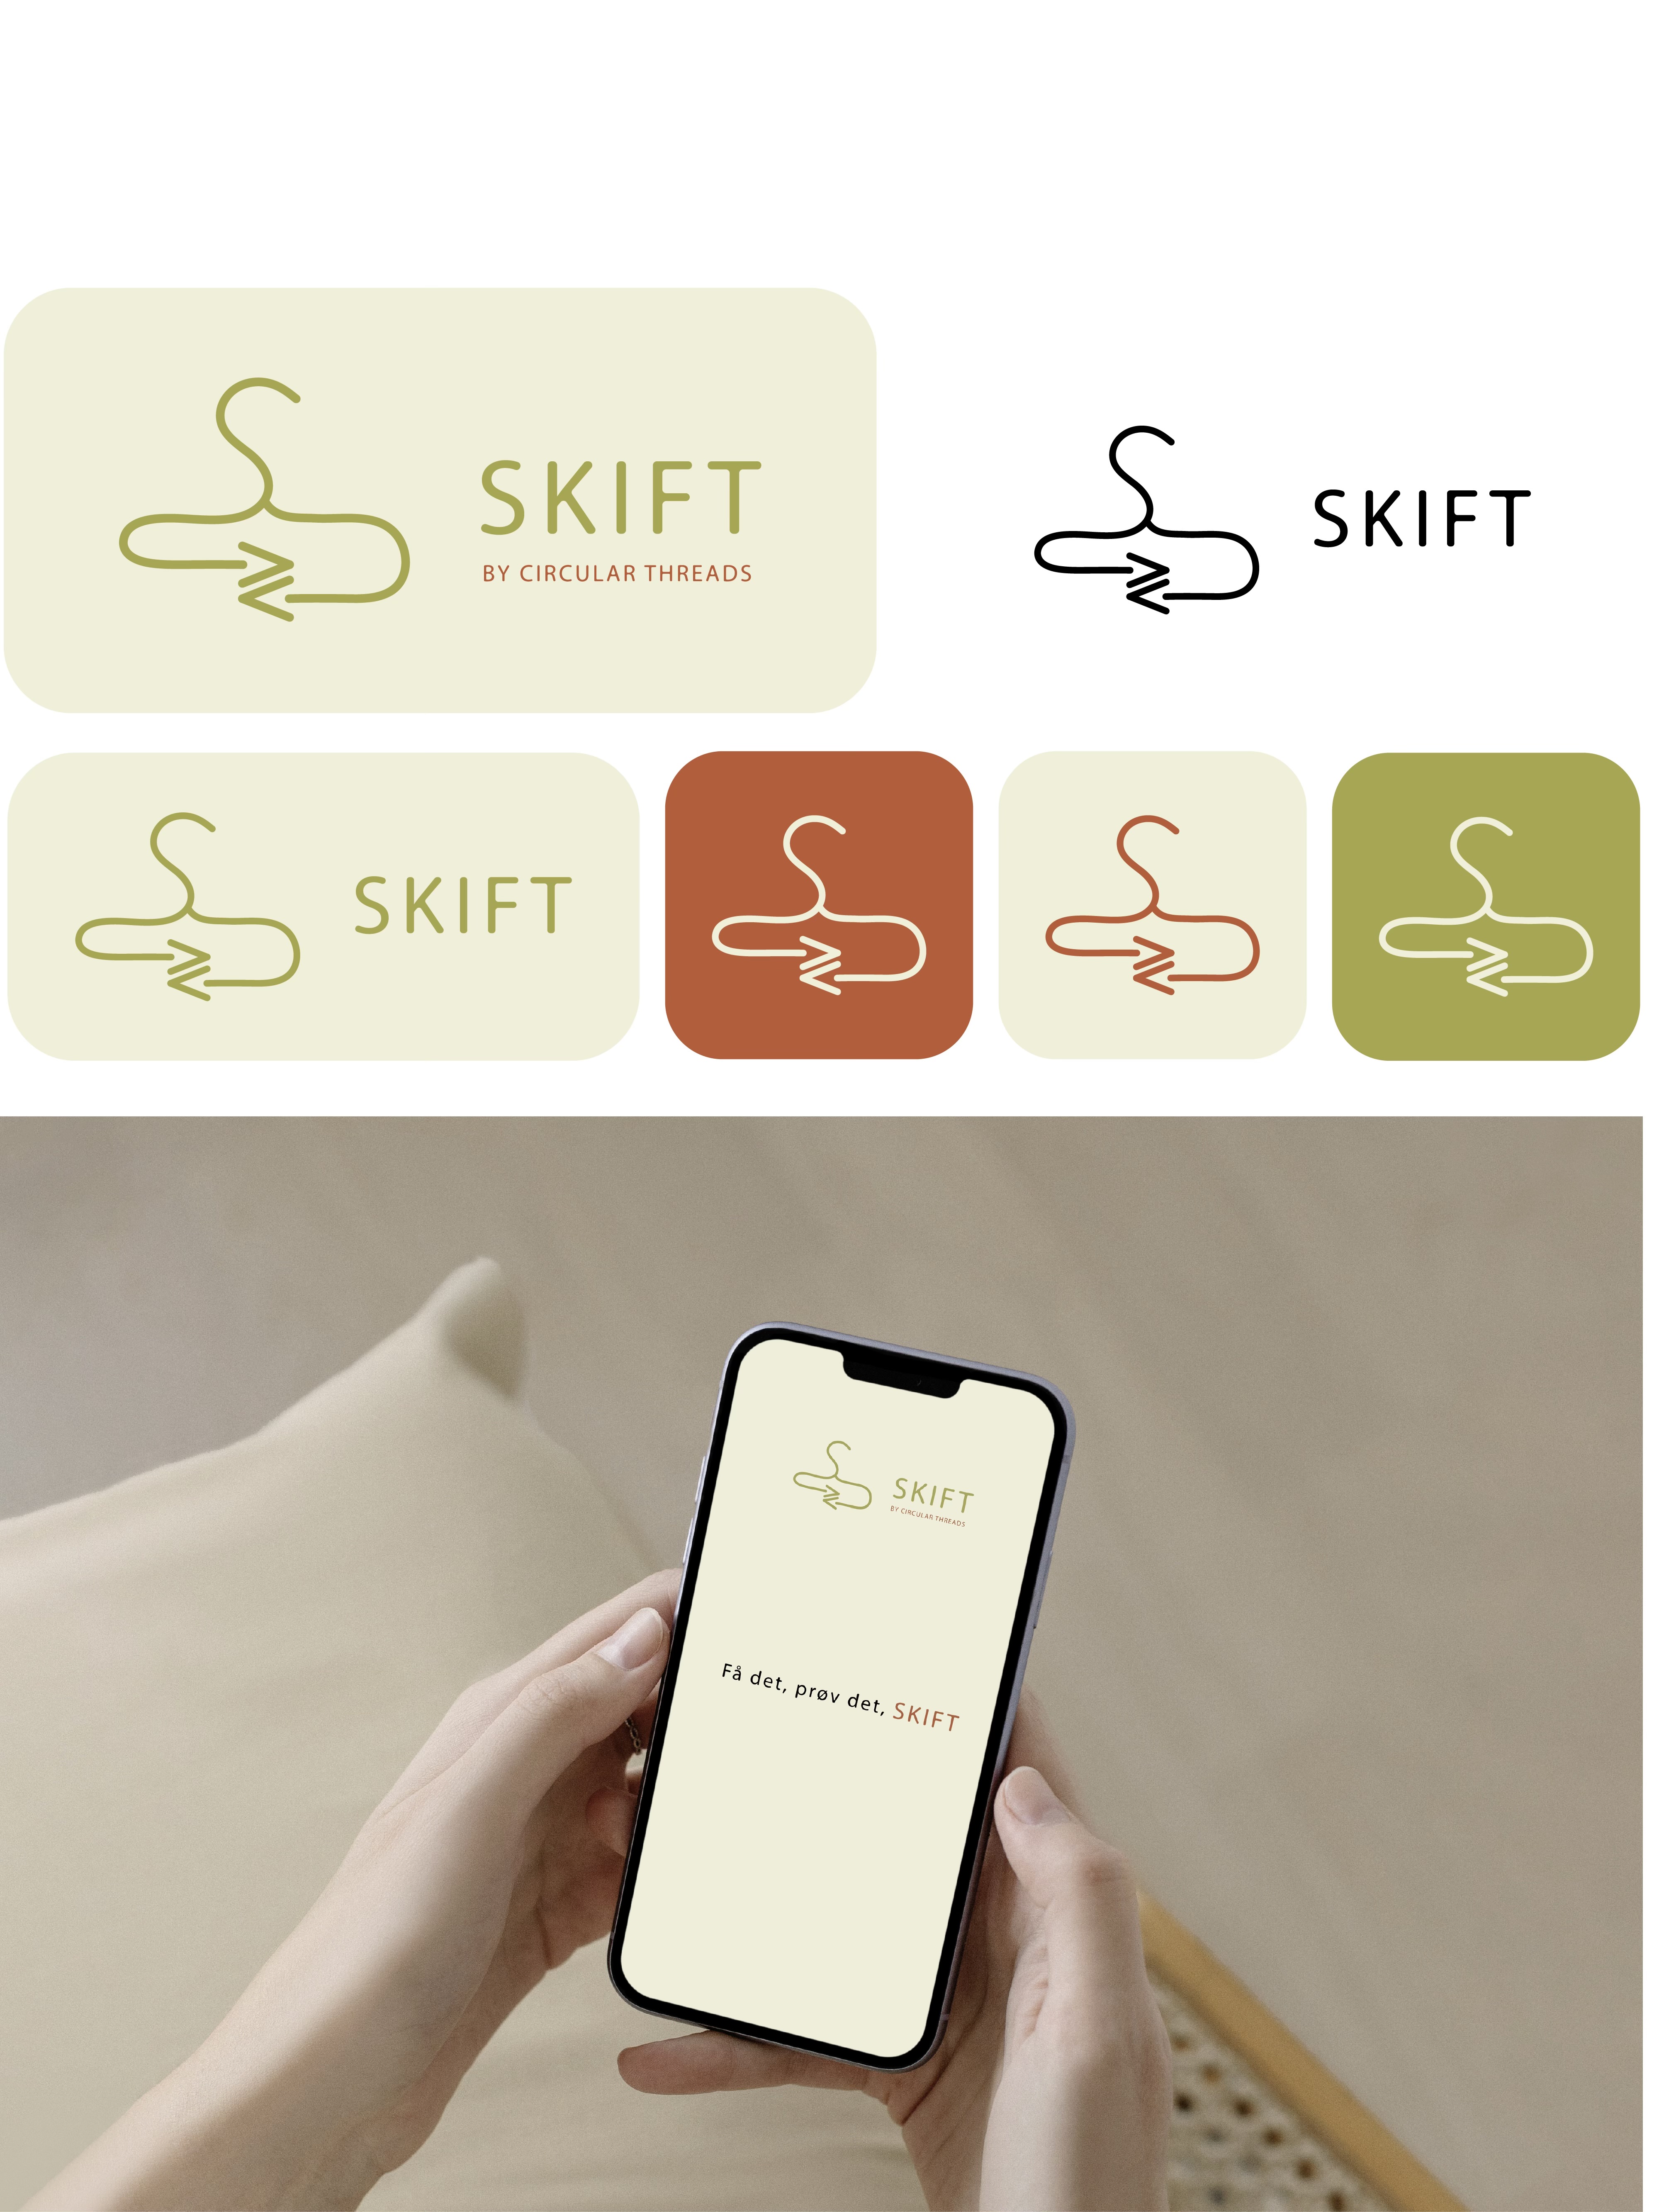 SKIFT
BY CIRCULAR THREADS
SKIFT
SKIFT
SKIFT
BY CIRCULAR THREADS
Få det, prøv det, SKIFT